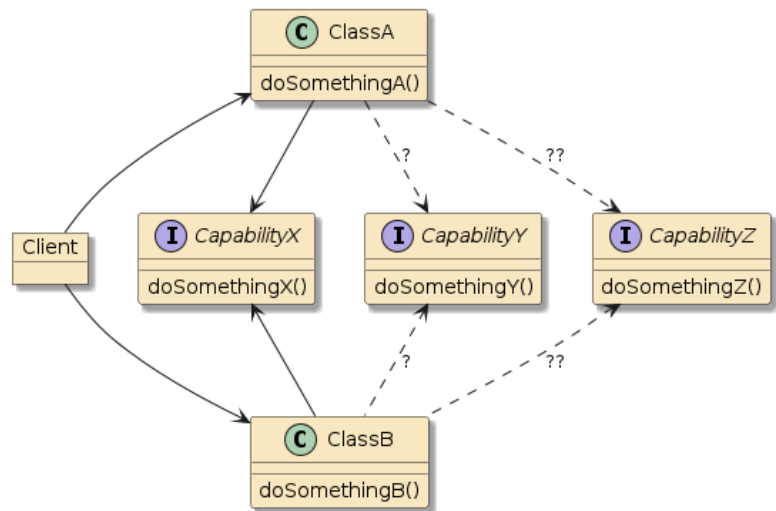 C ClassA
doSomethingA()
?
??
Client
I CapabilityX
doSomethingX()
I CapabilityY
doSomethingY()
I CapabilityZ
doSomethingZ()
?
??
C ClassB
doSomethingB()